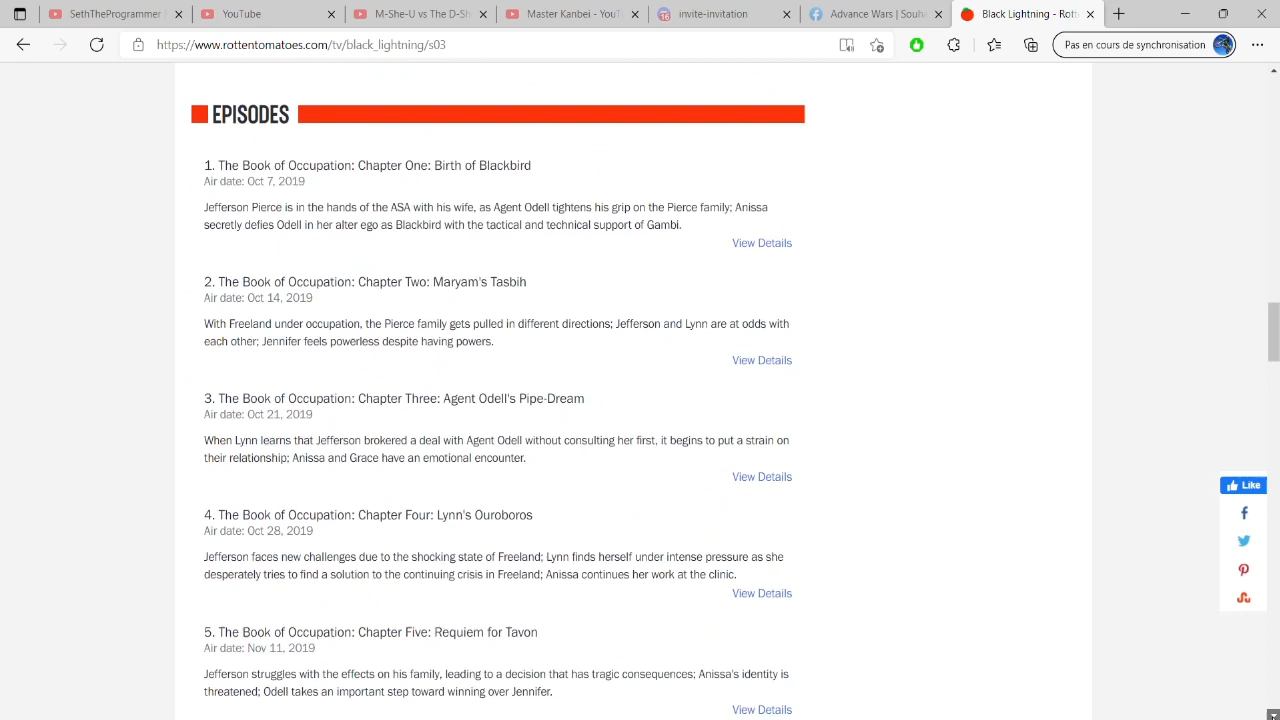 SethTheProgrammer
YouTube
M-She-U vs The D-Sh
Master Kanbei - YouT
16
invite-invitation
Advance Wars | Souha
Black Lightning - Rott
https://www.rottentomatoes.com/tv/black_lightning/s03
Pas en cours de synchronisation
EPISODES
1. The Book of Occupation: Chapter One: Birth of Blackbird
Air date: Oct 7, 2019
Jefferson Pierce is in the hands of the ASA with his wife, as Agent Odell tightens his grip on the Pierce family; Anissa
secretly defies Odell in her alter ego as Blackbird with the tactical and technical support of Gambi.
View Details
2. The Book of Occupation: Chapter Two: Maryam's Tasbih
Air date: Oct 14, 2019
With Freeland under occupation, the Pierce family gets pulled in different directions; Jefferson and Lynn are at odds with
each other; Jennifer feels powerless despite having powers.
View Details
3. The Book of Occupation: Chapter Three: Agent Odell's Pipe-Dream
Air date: Oct 21, 2019
When Lynn learns that Jefferson brokered a deal with Agent Odell without consulting her first, it begins to put a strain on
their relationship; Anissa and Grace have an emotional encounter.
View Details
4. The Book of Occupation: Chapter Four: Lynn's Ouroboros
Air date: Oct 28, 2019
Jefferson faces new challenges due to the shocking state of Freeland; Lynn finds herself under intense pressure as she
desperately tries to find a solution to the continuing crisis in Freeland; Anissa continues her work at the clinic.
View Details
5. The Book of Occupation: Chapter Five: Requiem for Tavon
Air date: Nov 11, 2019
Jefferson struggles with the effects on his family, leading to a decision that has tragic consequences; Anissa's identity is
threatened; Odell takes an important step toward winning over Jennifer.
View Details
Like